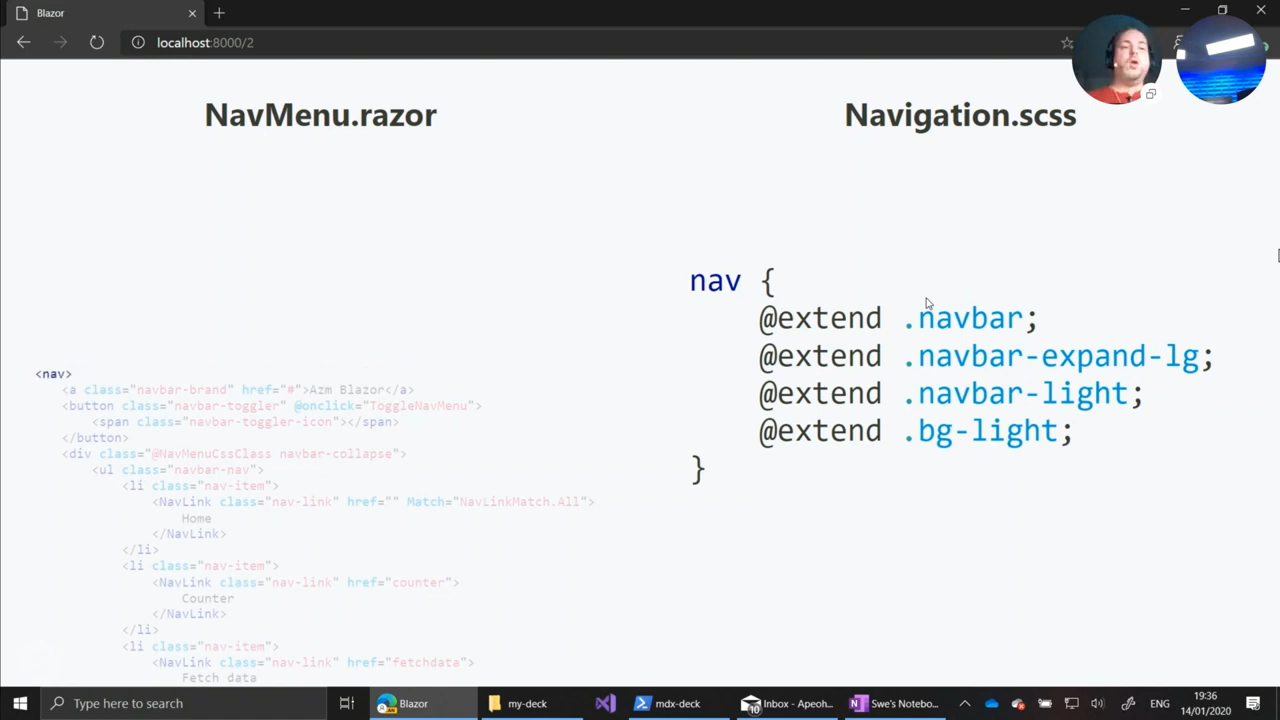 Blazor
localhost:8000/2
NavMenu.razor
Navigation.scss
nav {
@extend .navbar;
@extend .navbar-expand-lg;
@extend .navbar-light;
@extend .bg-light;
}
<nav>
<a class="navbar-brand" href="#">Azm Blazor</a>
<button class="navbar-toggler" @onclick="ToggleNavMenu">
<span class="navbar-toggler-icon"></span>
</button>
<div class="@NavMenuCssClass navbar-collapse">
<ul class="navbar-nav">
<li class="nav-item">
<NavLink class="nav-link" href="" Match="NavLinkMatch.All">
Home
</NavLink>
</li>
<li class="nav-item">
<NavLink class="nav-link" href="counter">
Counter
</NavLink>
</li>
<li class="nav-item">
<NavLink class="nav-link" href="fetchdata">
Fetch data
Type here to search
Blazor
my-deck
mdx-deck
10
Inbox - Apeoh...
Swe's Notebo...
ENG
19:36
14/01/2020